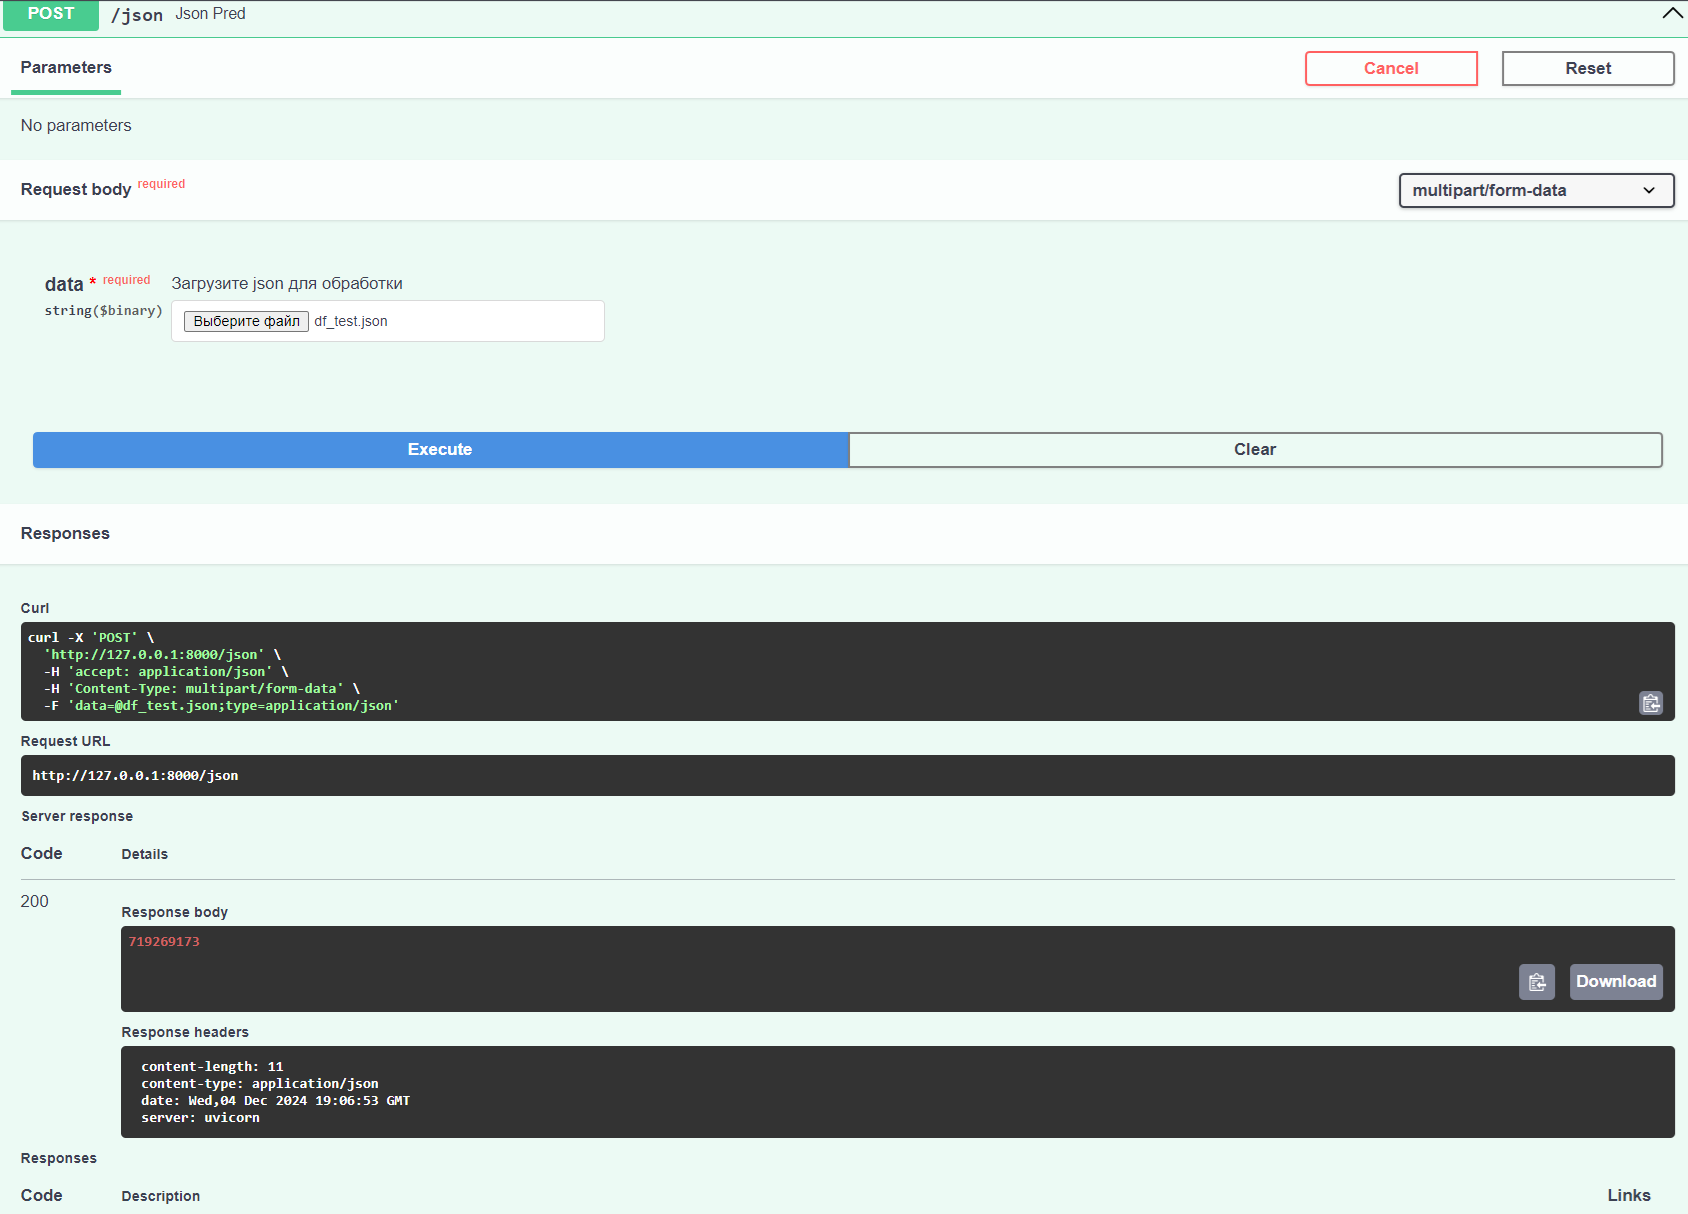 POST /json Json Pred
Parameters
Cancel
Reset
No parameters
Request body required
multipart/form-data
data * required
string($binary)
Загрузите json для обработки
Выберите файл df_test.json
Execute
Clear
Responses
Curl
curl -X 'POST' \
'http://127.0.0.1:8000/json' \
-H 'accept: application/json' \
-H 'Content-Type: multipart/form-data' \
-F 'data=@df_test.json;type=application/json'
Request URL
http://127.0.0.1:8000/json
Server response
Code Details
200
Response body
719269173
Download
Response headers
content-length: 11
content-type: application/json
date: Wed,04 Dec 2024 19:06:53 GMT
server: uvicorn
Responses
Code Description Links